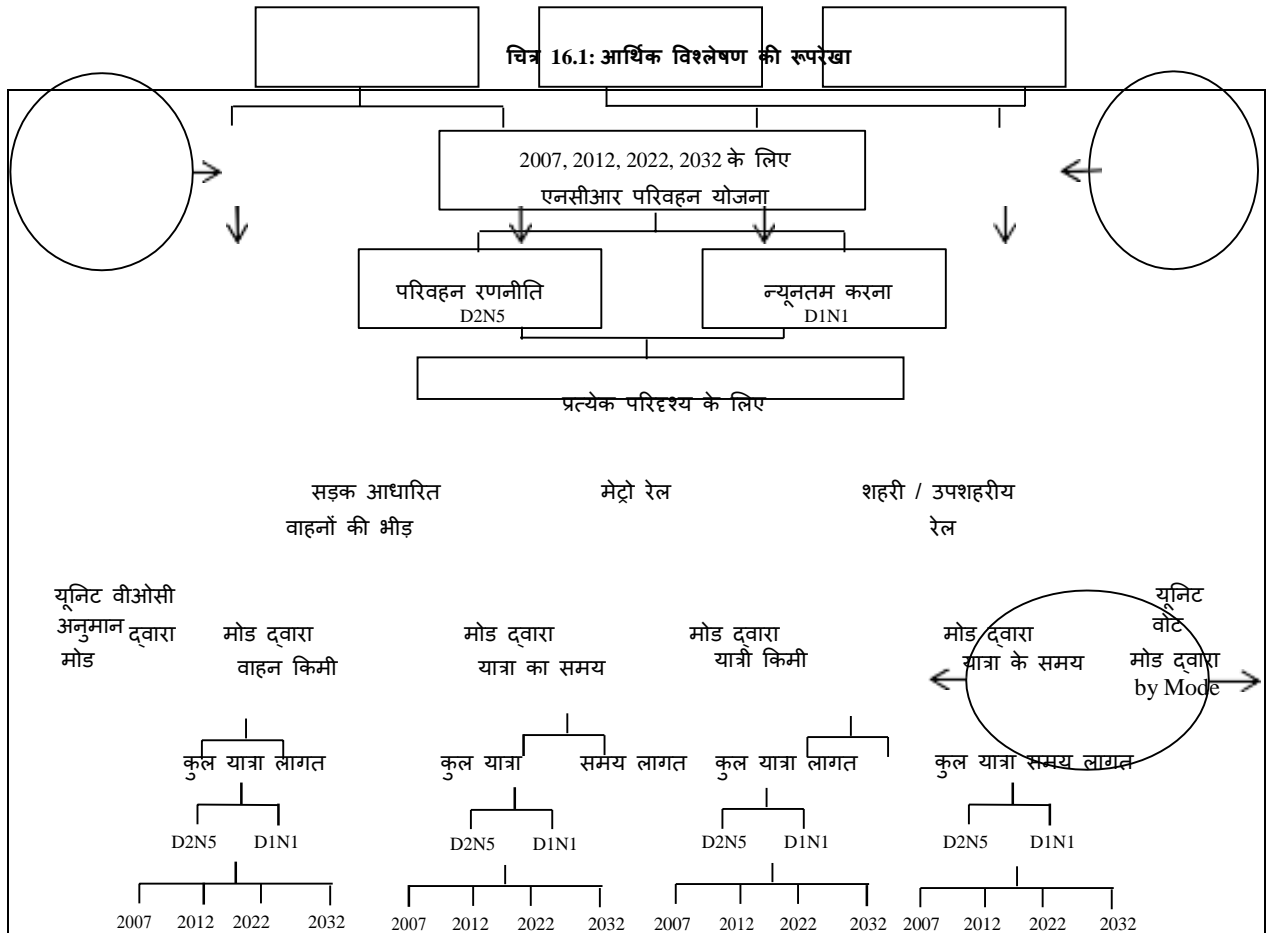 चित्र 16.1: आर्थिक विश्लेषण की रूपरेखा
2007, 2012, 2022, 2032 के लिए
एनसीआर परिवहन योजना
परिवहन रणनीति
D2N5
न्यूनतम करना
D1N1
प्रत्येक परिदृश्य के लिए
सड़क आधारित
वाहनों की भीड़
मेट्रो रेल
शहरी / उपशहरीय
रेल
यूनिट वीओसी
अनुमान द्वारा
मोड
मोड द्वारा
वाहन किमी
मोड द्वारा
यात्रा का समय
मोड द्वारा
यात्री किमी
मोड द्वारा
यात्रा के समय
यूनिट
वोट
मोड द्वारा
by Mode
कुल यात्रा लागत
कुल यात्रा समय लागत
कुल यात्रा लागत
कुल यात्रा समय लागत
D2N5 D1N1 D2N5 D1N1 D2N5 D1N1 D2N5 D1N1
2007 2012 2022 2032 2007 2012 2022 2032 2007 2012 2022 2032 2007 2012 2022 2032